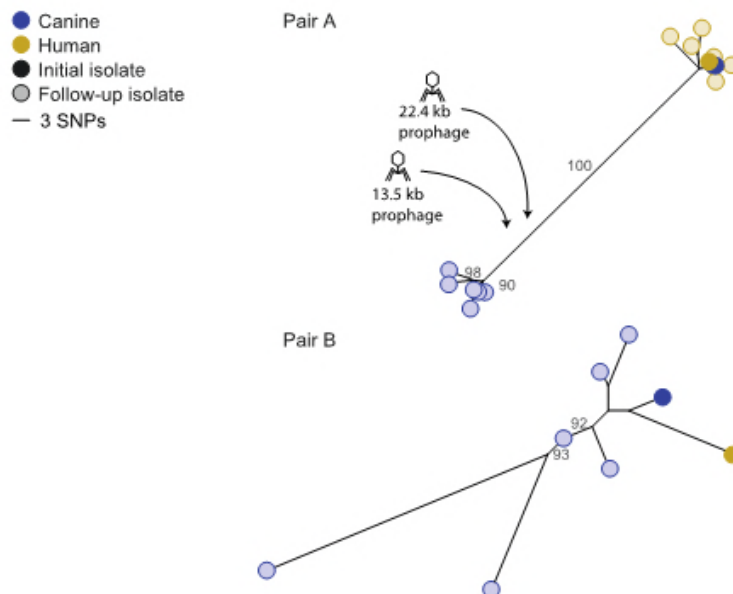 Canine
Human
Initial isolate
Follow-up isolate
3 SNPs
Pair A
22.4 kb
prophage
13.5 kb
prophage
100
98
90
Pair B
92
93